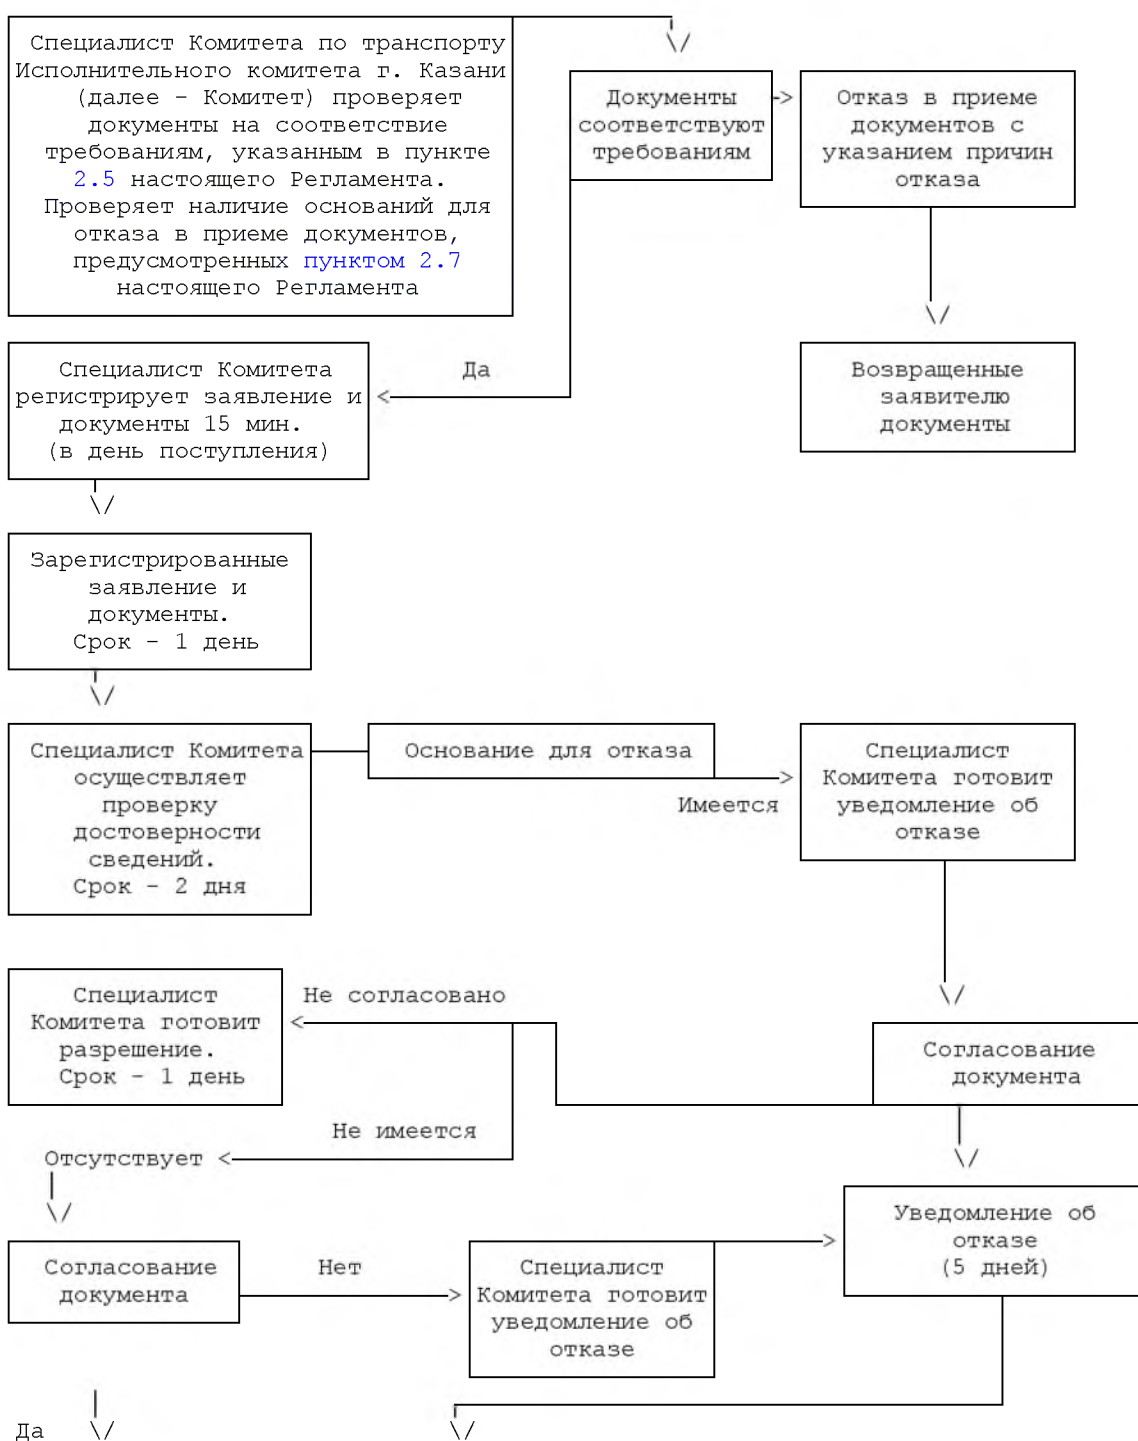 Специалист Комитета по транспорту
Исполнительного комитета г. Казани
(далее - Комитет) проверяет
документы на соответствие
требованиям, указанным в пункте
2.5 настоящего Регламента.
Проверяет наличие оснований для
отказа в приеме документов,
предусмотренных пунктом 2.7
настоящего Регламента
Документы
соответствуют
требованиям
Отказ в приеме
документов с
указанием причин
отказа
Специалист Комитета
регистрирует заявление и
документы 15 мин.
(в день поступления)
Да
Возвращенные
заявителю
документы
Зарегистрированные
заявление и
документы.
Срок - 1 день
Специалист Комитета
осуществляет
проверку
достоверности
сведений.
Срок - 2 дня
Основание для отказа
Имеется
Специалист
Комитета готовит
уведомление об
отказе
Специалист
Комитета готовит
разрешение.
Срок - 1 день
Не согласовано
Согласование
документа
Не имеется
Отсутствует
Уведомление об
отказе
(5 дней)
Согласование
документа
Нет
Специалист
Комитета готовит
уведомление об
отказе
Да